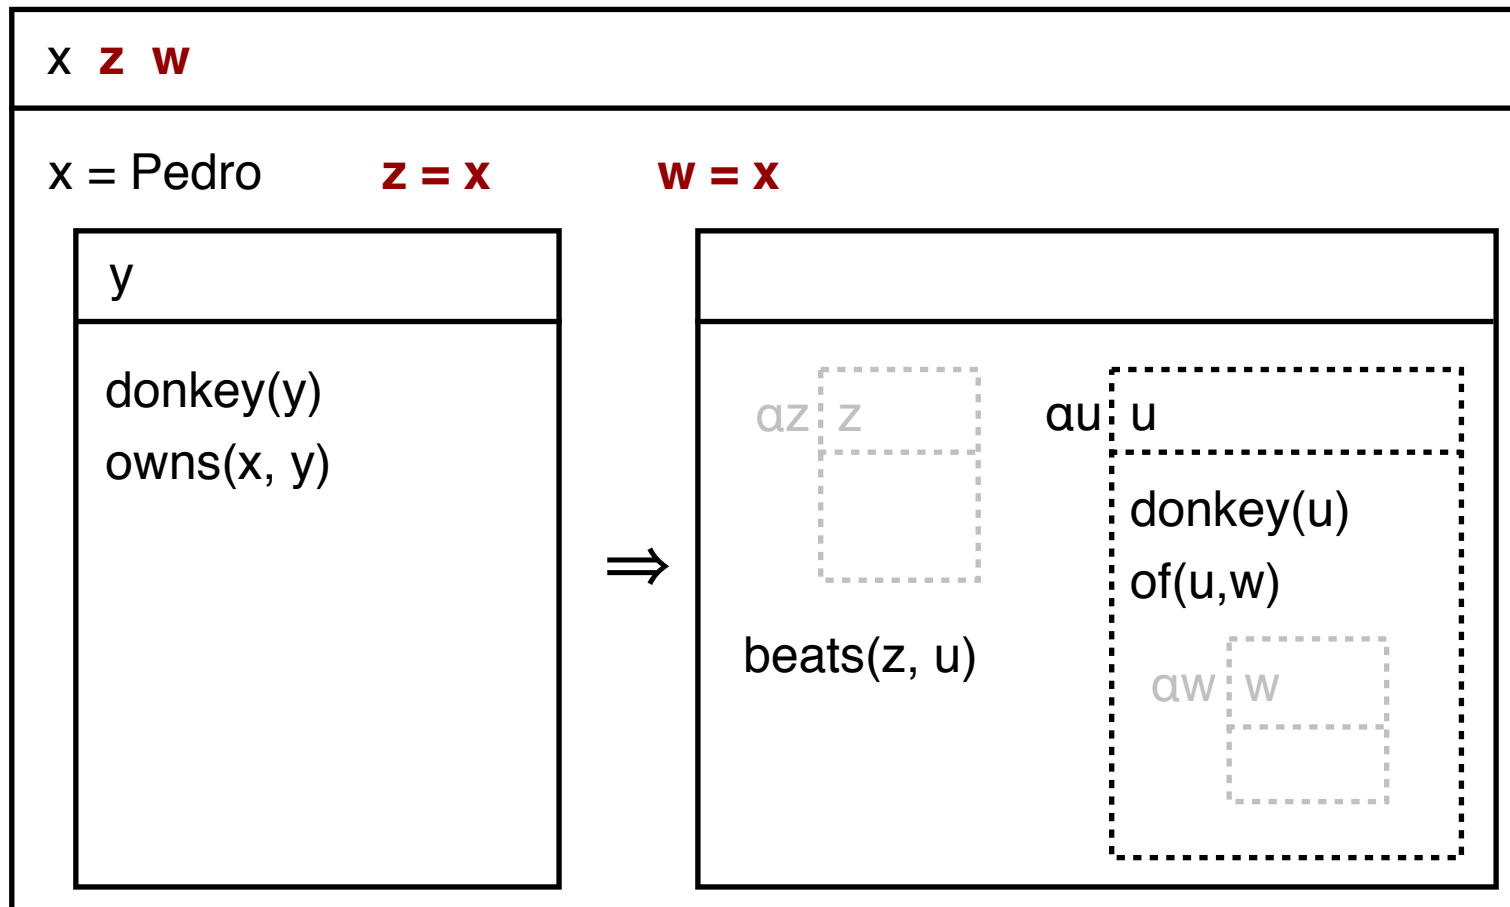 x z w
x = Pedro z = x w = x
y
donkey(y)
owns(x, y)
⇒
αz z
αu u
donkey(u)
of(u,w)
beats(z, u)
αw w